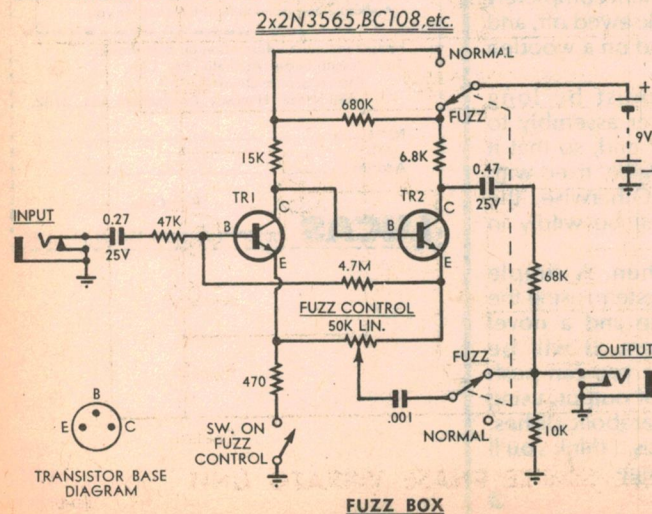 2x2N3565,BC108,etc.
NORMAL
680K
FUZZ
+
9V
15K
6.8K
0.47
25V
TR1
TR2
C
C
INPUT
0.27
25V
47K
B
B
E
E
4.7M
68K
FUZZ CONTROL
50K LIN.
FUZZ
OUTPUT
470
.001
10K
NORMAL
SW. ON
FUZZ
CONTROL
B
E
C
TRANSISTOR BASE
DIAGRAM
FUZZ BOX